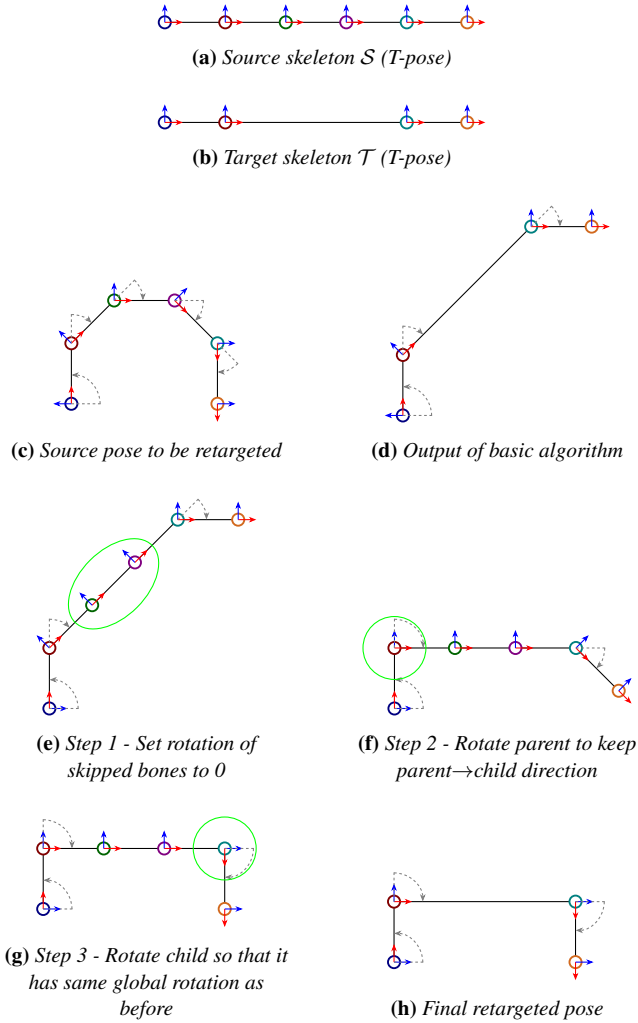 (a) Source skeleton S (T-pose)
(b) Target skeleton T (T-pose)
(c) Source pose to be retargeted
(d) Output of basic algorithm
(e) Step 1 - Set rotation of
skipped bones to 0
(f) Step 2 - Rotate parent to keep
parent→child direction
(g) Step 3 - Rotate child so that it
has same global rotation as
before
(h) Final retargeted pose